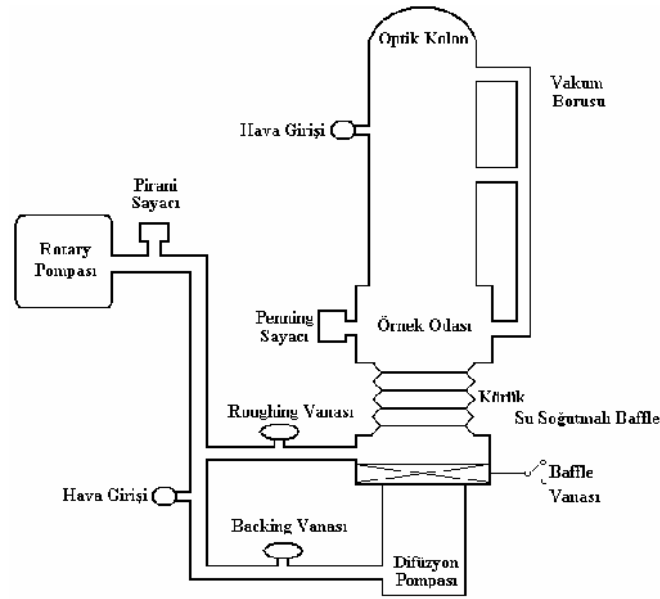 Optik Kolon
Vakum
Borusu
Hava Girişi
Pirani
Sayacı
Rotary
Pompası
Penning
Sayacı
Örnek Odası
Körük
Roughing Vanası
Su Soğutmalı Baffle
Baffle
Vanası
Hava Girişi
Backing Vanası
Difüzyon
Pompası